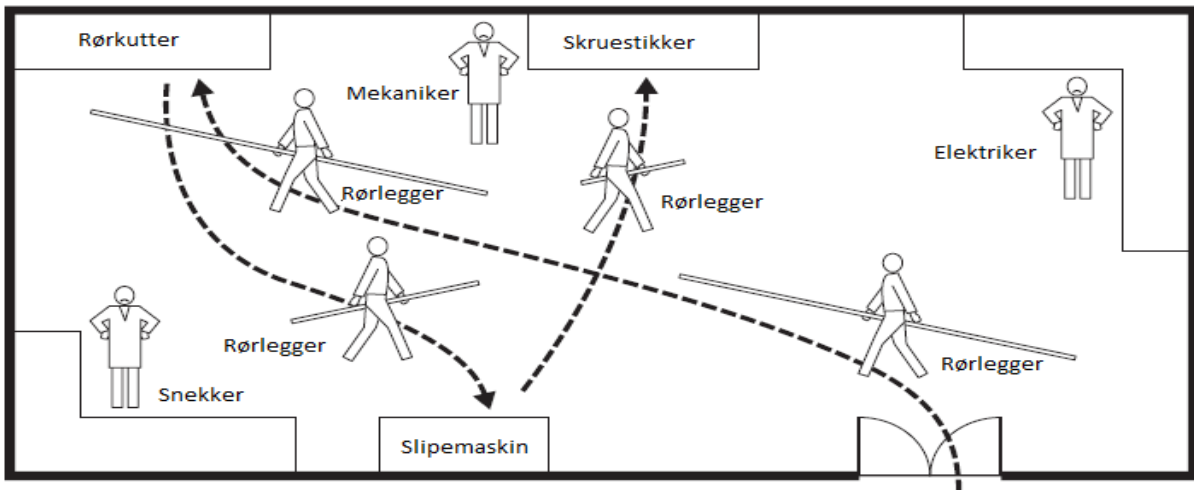 Rørkutter
Skruestikker
Mekaniker
Elektriker
Rørlegger
Rørlegger
Rørlegger
Rørlegger
Snekker
Slipemaskin